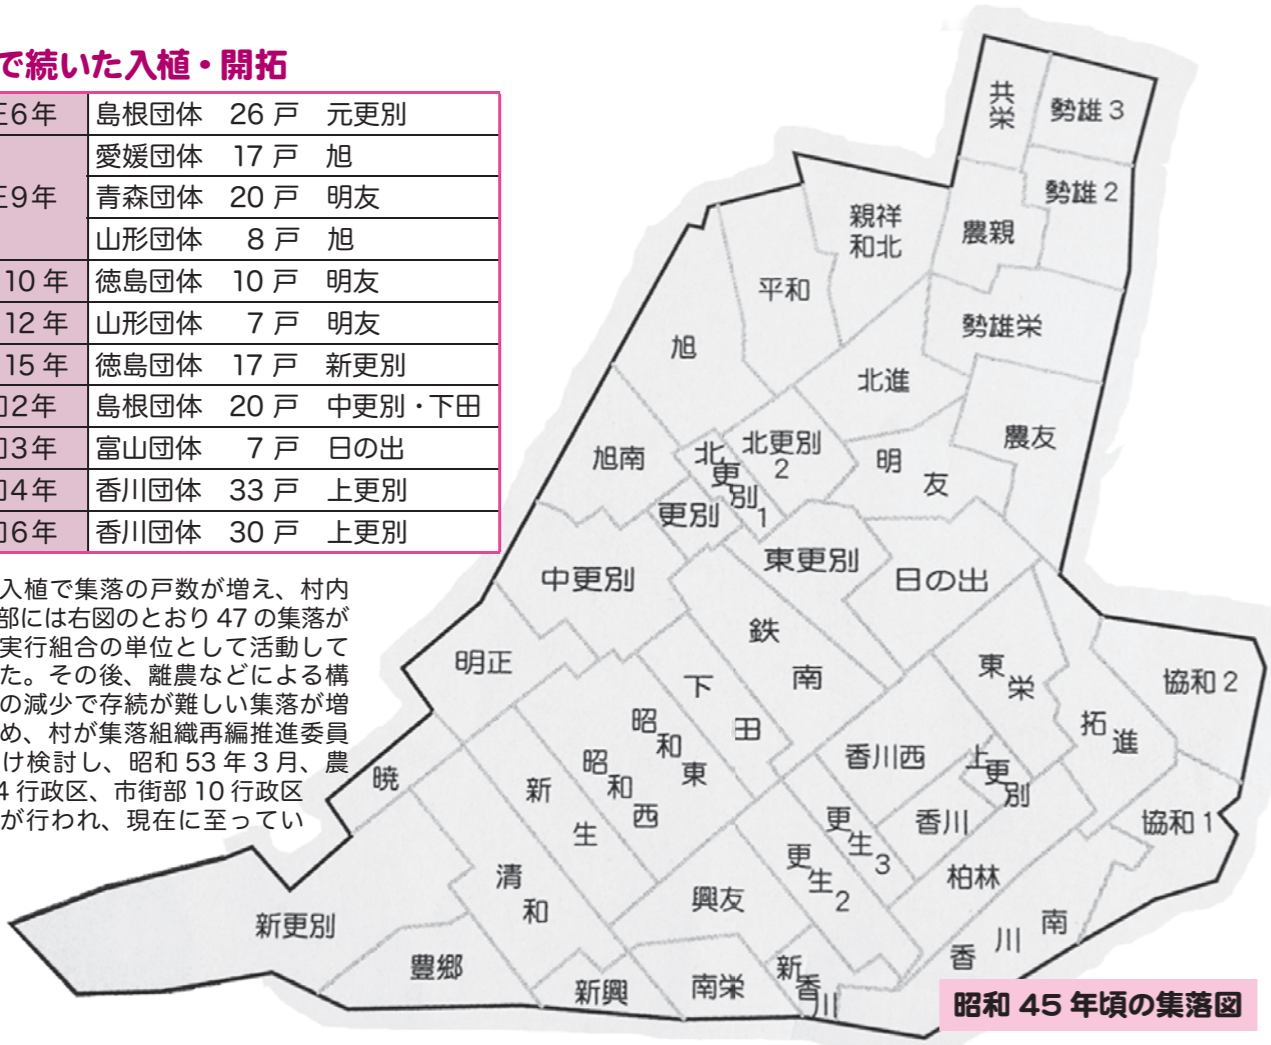 で続いた入植・開拓
正6年 島根団体 26戸 元更別
正9年 愛媛団体 17戸 旭
青森団体 20戸 明友
山形団体 8戸 旭
10年 徳島団体 10戸 明友
12年 山形団体 7戸 明友
15年 徳島団体 17戸 新更別
和2年 島根団体 20戸 中更別・下田
和3年 富山団体 7戸 日の出
和4年 香川団体 33戸 上更別
和6年 香川団体 30戸 上更別
入植で集落の戸数が増え、村内
部には右図のとおり47の集落が
実行組合の単位として活動して
た。その後、離農などによる構
の減少で存続が難しい集落が増
め、村が集落組織再編推進委員
け検討し、昭和53年3月、農
4行政区、市街部10行政区
が行われ、現在に至ってい
共栄
勢雄3
勢雄2
親祥
和北
農親
平和
勢雄栄
旭
北進
農友
旭南
北更別1
北更別
2
明友
更別
東更別
中更別
日の出
鉄南
明正
下田
東栄
協和2
昭和東
拓進
昭和西
香川西
上更別
暁
新生
更生3
香川
協和1
更生2
柏林
清和
興友
香川南
新更別
豊郷
新興
南栄
新香川
昭和45年頃の集落図